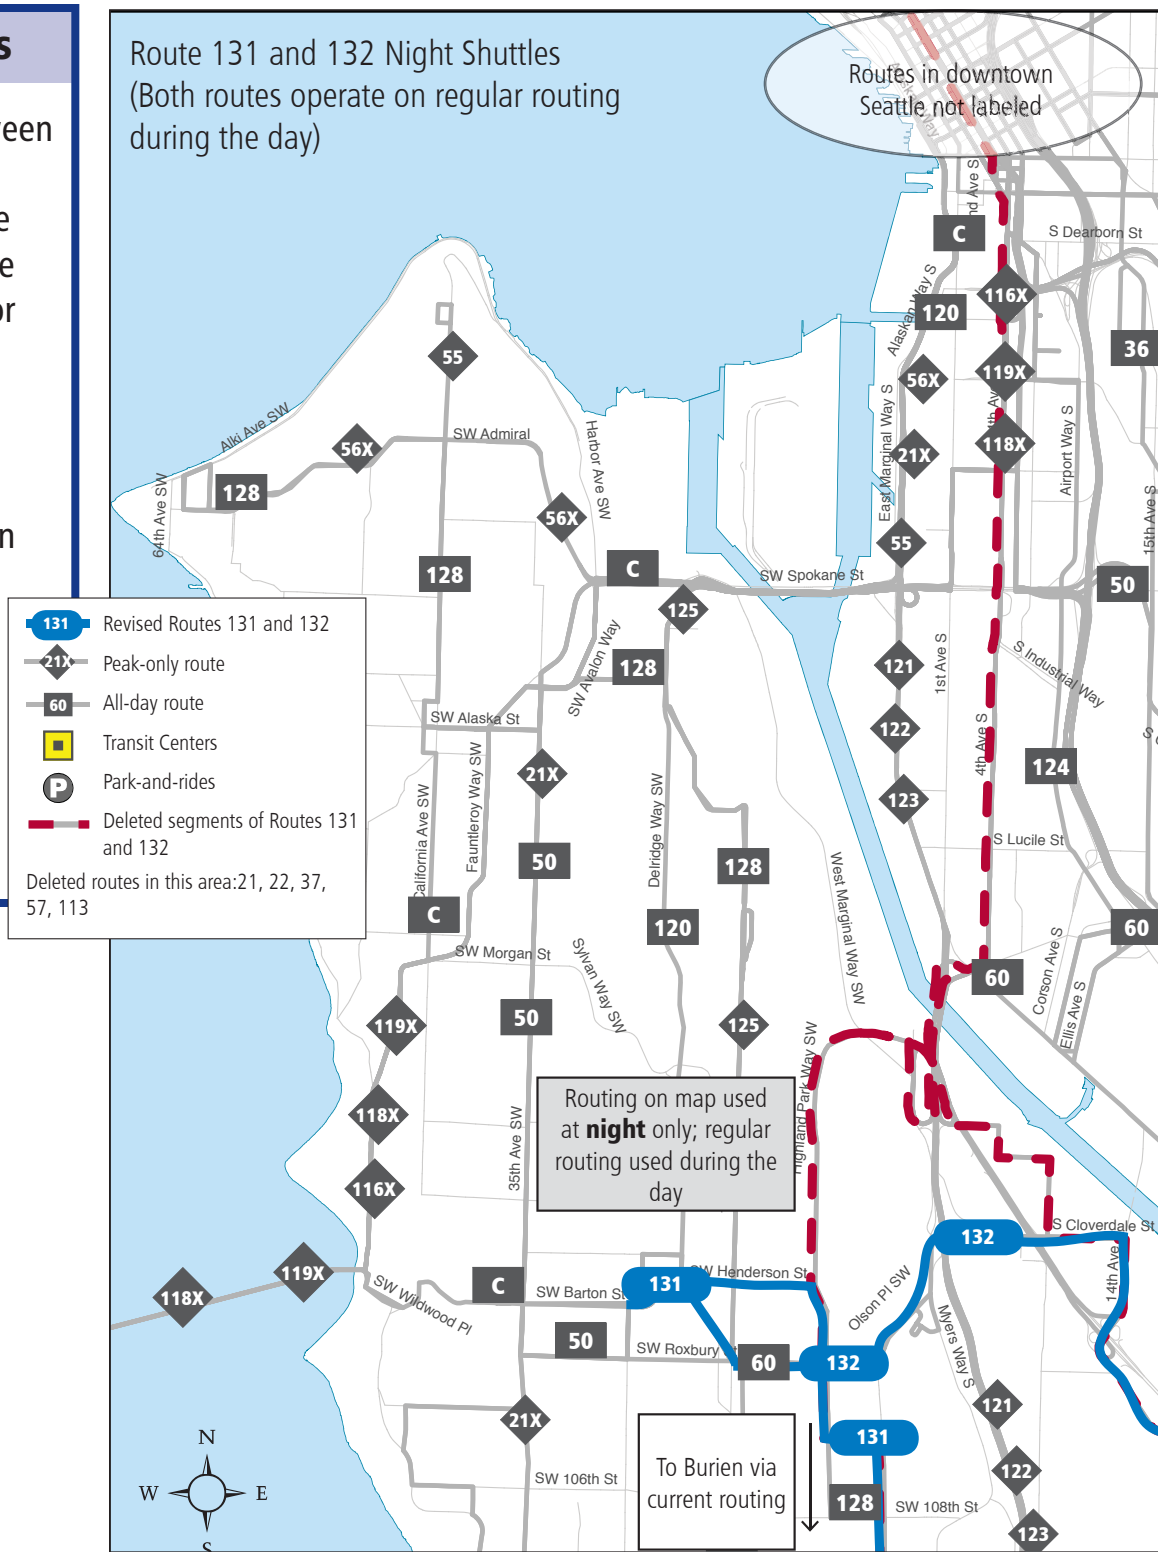 s
een
e
e
or
n
Route 131 and 132 Night Shuttles
(Both routes operate on regular routing
during the day)
Routes in downtown
Seattle not labeled
nd Ave S
S Dearborn St
C
Alaskan Way S
120
116X
36
55
56X
119X
4th Ave
118X
21X
East Marginal Way S
Airport Way S
15th Ave S
Alki Ave SW
56X
SW Admiral
Harbor Ave SW
128
64th Ave SW
56X
55
128
C
SW Spokane St
50
125
131
Revised Routes 131 and 132
21X
Peak-only route
60
All-day route
Transit Centers
P
Park-and-rides
Deleted segments of Routes 131
and 132
Deleted routes in this area:21, 22, 37,
57, 113
SW Avalon Way
128
121
1st Ave S
S Industrial Way
SW Alaska St
122
4th Ave S
124
Fauntleroy Way SW
21X
Delridge Way SW
123
California Ave SW
S Lucile St
50
128
West Marginal Way SW
C
120
60
SW Morgan St
Sylvan Way SW
60
Corson Ave S
Ellis Ave S
119X
50
125
Highland Park Way SW
Routing on map used
at night only; regular
routing used during the
day
118X
35th Ave SW
116X
S Cloverdale St
132
14th Ave
119X
118X
SW Wildwood Pl
C
SW Barton St
131
SW Henderson St
Olson Pl SW
Myers Way S
50
SW Roxbury St
60
132
21X
121
131
To Burien via
current routing
122
N
W
E
S
SW 106th St
128
SW 108th St
123